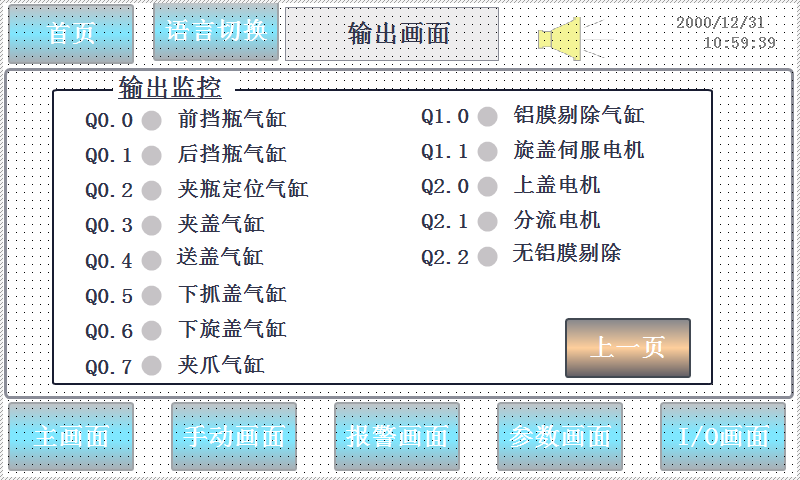 首页
语言切换
输出画面
2000/12/31
10:59:39
输出监控
Q0.0 前挡瓶气缸
Q0.1 后挡瓶气缸
Q0.2 夹瓶定位气缸
Q0.3 夹盖气缸
Q0.4 送盖气缸
Q0.5 下抓盖气缸
Q0.6 下旋盖气缸
Q0.7 夹爪气缸
Q1.0 铝膜剔除气缸
Q1.1 旋盖伺服电机
Q2.0 上盖电机
Q2.1 分流电机
Q2.2 无铝膜剔除
上一页
主画面
手动画面
报警画面
参数画面
I/O画面